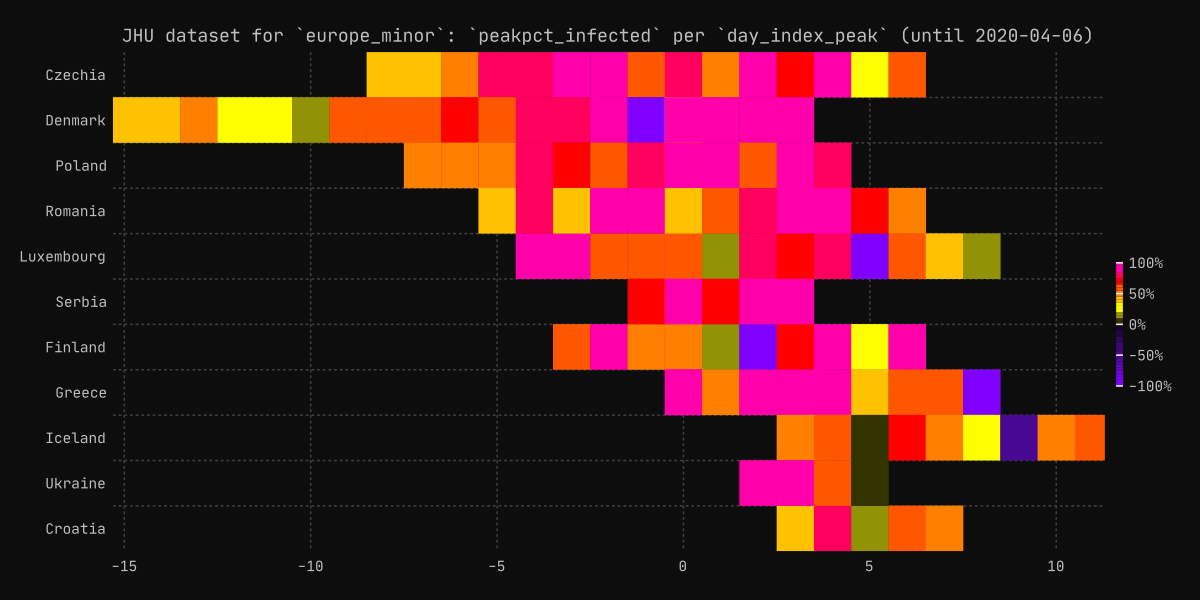 JHU dataset for `europe_minor`: `peakpct_infected` per `day_index_peak` (until 2020-04-06)
Czechia
Denmark
Poland
Romania
Luxembourg
Serbia
Finland
Greece
Iceland
Ukraine
Croatia
−15 −10 −5 0 5 10
100%
50%
0%
−50%
−100%